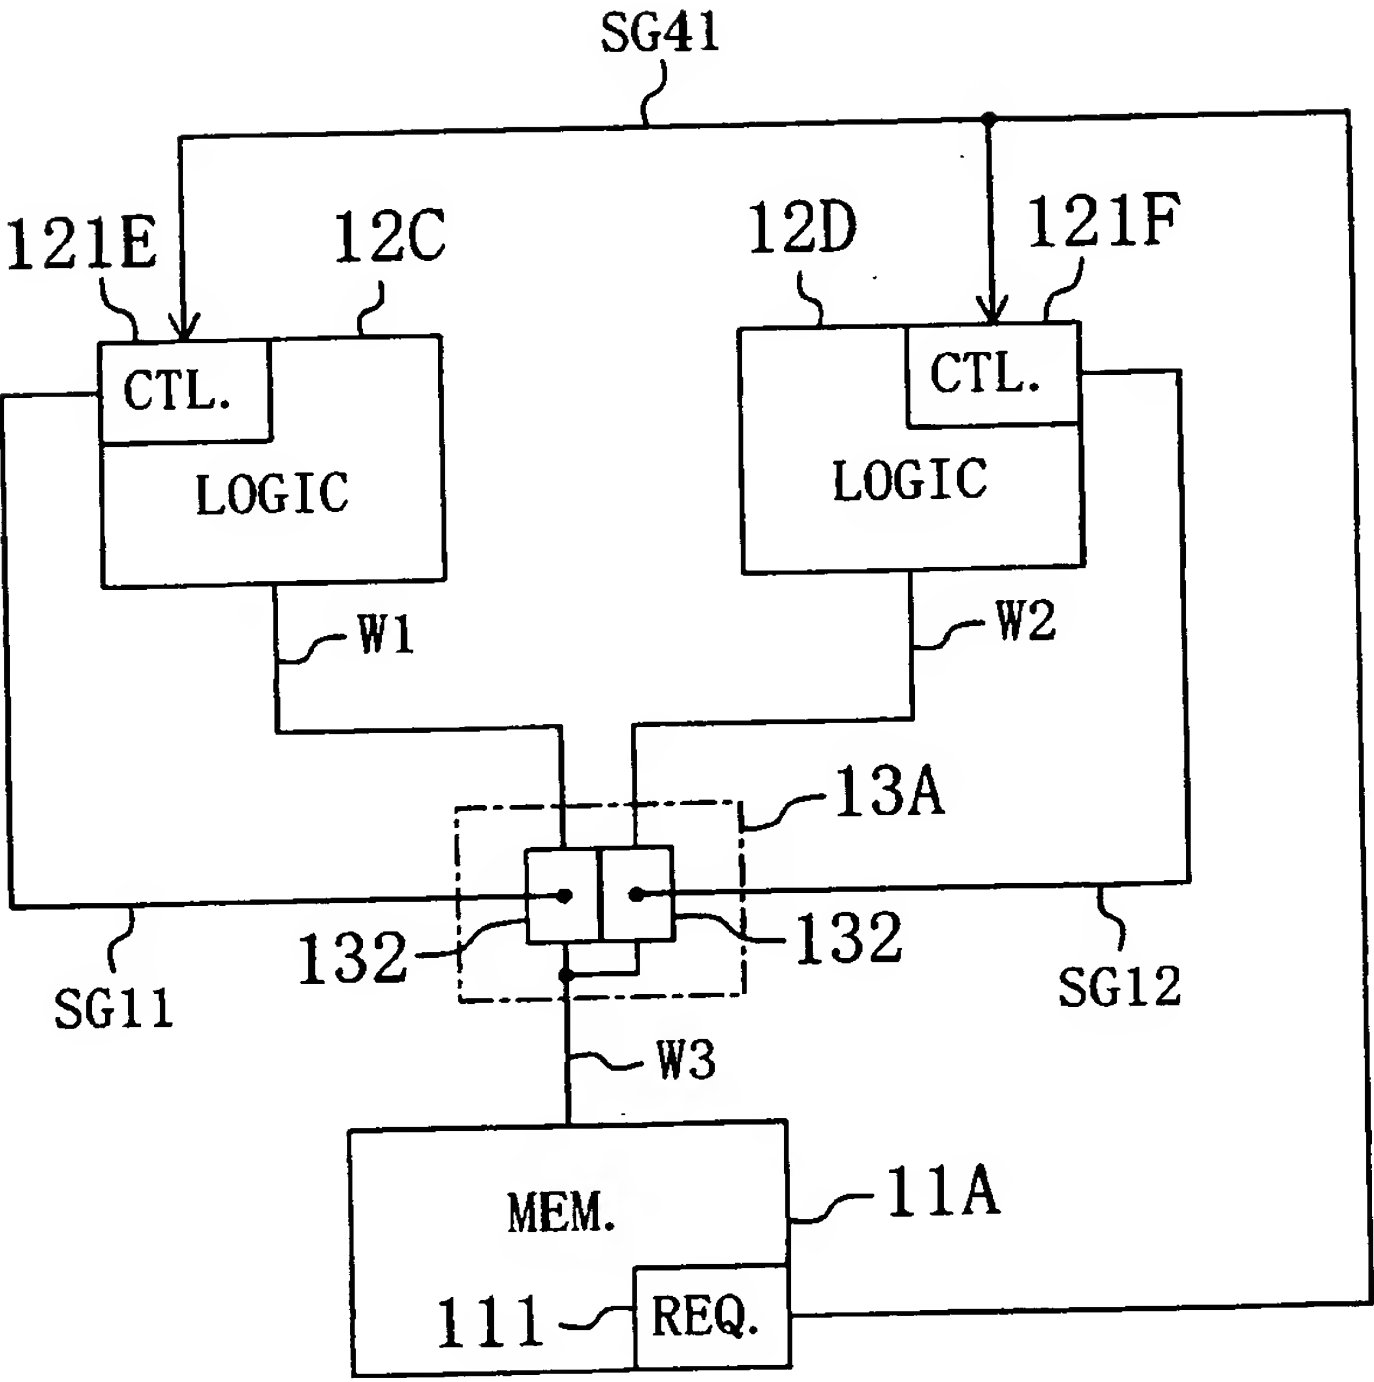 SG41
121E
12C
12D
121F
CTL.
CTL.
LOGIC
LOGIC
W1
W2
13A
132
132
SG11
SG12
W3
MEM.
11A
111
REQ.